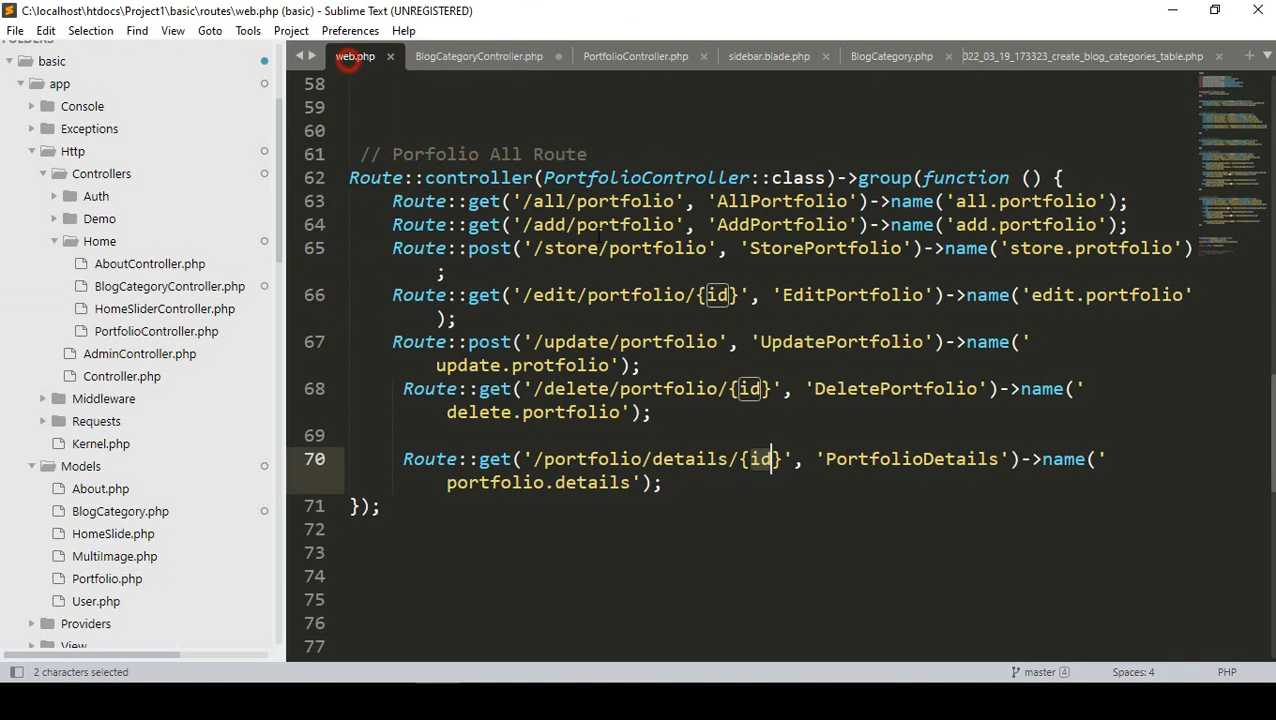 C:\localhost\htdocs\Project1\basic\routes\web.php (basic) - Sublime Text (UNREGISTERED)
File Edit Selection Find Goto Tools Project Preferences Help
FOLDERS
basic
app
Console
Exceptions
Http
Controllers
Auth
Demo
Home
AboutController.php
BlogCategoryController.php
HomeSliderController.php
PortfolioController.php
AdminController.php
Controller.php
Middleware
Requests
Kernel.php
Models
About.php
BlogCategory.php
HomeSlide.php
MultiImage.php
Portfolio.php
User.php
Providers
View
web.php BlogCategoryController.php PortfolioController.php sidebar.blade.php BlogCategory.php 022_03_19_173323_create_blog_categories_table.php
58
59
60
61 // Porfolio All Route
62 Route::controller(PortfolioController::class)->group(function () {
63 Route::get('/all/portfolio', 'AllPortfolio')->name('all.portfolio');
64 Route::get('/add/portfolio', 'AddPortfolio')->name('add.portfolio');
65 Route::post('/store/portfolio', 'StorePortfolio')->name('store.protfolio')
;
66 Route::get('/edit/portfolio/{id}', 'EditPortfolio')->name('edit.portfolio'
);
67 Route::post('/update/portfolio', 'UpdatePortfolio')->name('
update.protfolio');
68 Route::get('/delete/portfolio/{id}', 'DeletePortfolio')->name('
delete.portfolio');
69
70 Route::get('/portfolio/details/{id}', 'PortfolioDetails')->name('
portfolio.details');
71 });
72
73
74
75
76
77
2 characters selected master 4 Spaces: 4 PHP